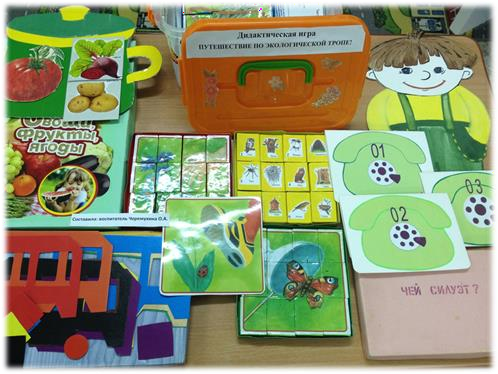 Дидактическая игра
ПУТЕШЕСТВИЕ ПО ЭКОЛОГИЧЕСКОЙ ТРОПЕ!
Овощи,
фрукты,
ягоды
Составила: воспитатель Черемухина О.А.
01
02
03
ЧЕЙ СИЛУЭТ?